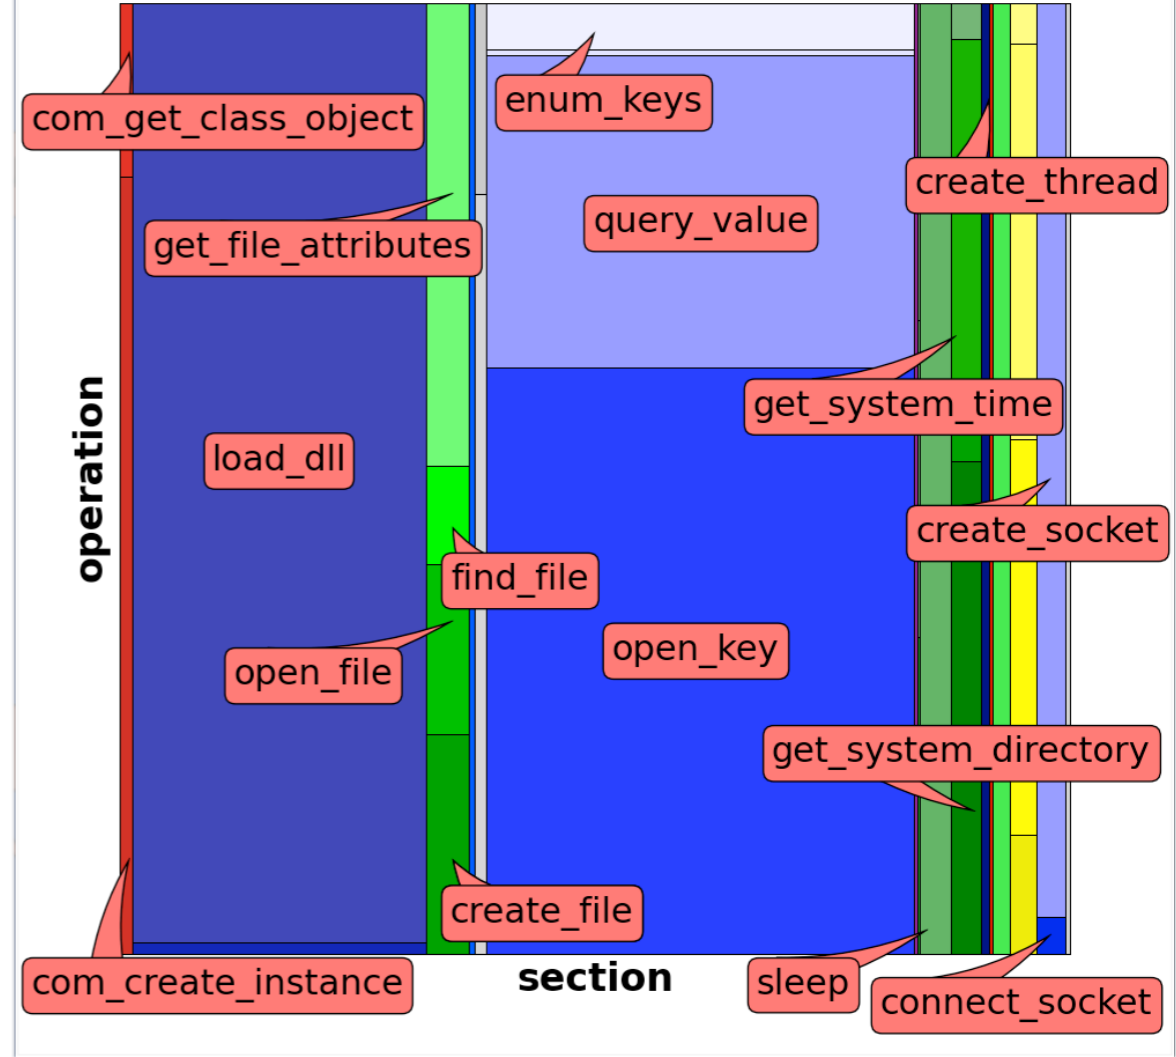 enum_keys
com_get_class_object
create_thread
query_value
get_file_attributes
get_system_time
operation
load_dll
create_socket
find_file
open_key
open_file
get_system_directory
create_file
section
sleep
com_create_instance
connect_socket